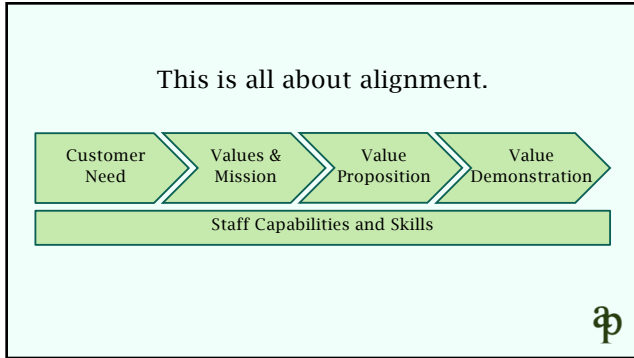 This is all about alignment.
Customer
Need
Values &
Mission
Value
Proposition
Value
Demonstration
Staff Capabilities and Skills
ap